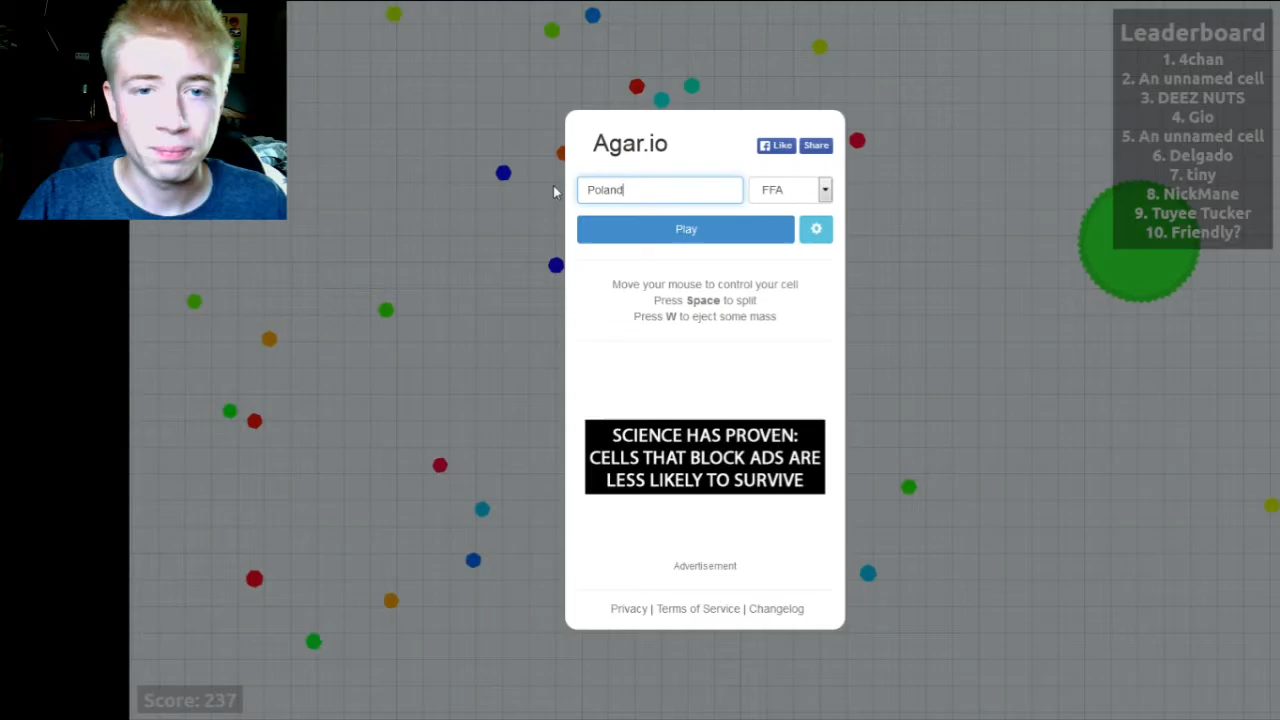 Agar.io
Like
Share
Poland
FFA
Play
Move your mouse to control your cell
Press Space to split
Press W to eject some mass
SCIENCE HAS PROVEN:
CELLS THAT BLOCK ADS ARE
LESS LIKELY TO SURVIVE
Advertisement
Privacy | Terms of Service | Changelog
Leaderboard
1. 4chan
2. An unnamed cell
3. DEEZ NUTS
4. Gio
5. An unnamed cell
6. Delgado
7. tiny
8. NickMane
9. Tuyee Tucker
10. Friendly?
Score: 237